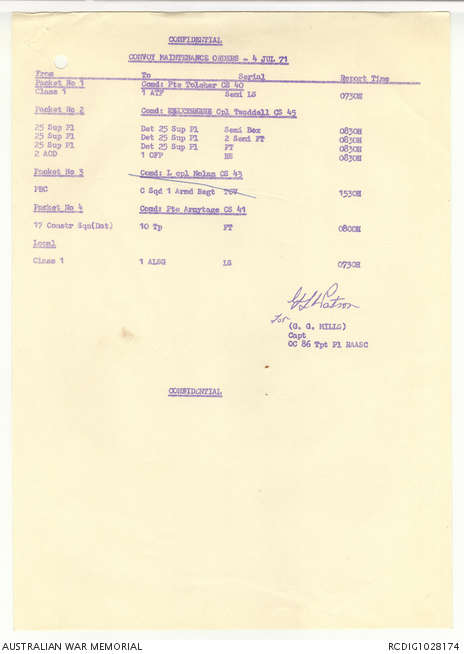 CONFIDENTIAL
CONVOY MAINTENANCE ORDERS - 4 JUL 71
From To Serial Report Time
Packet No 1 Comd: Pte Tolsher CS 40
Class 1 1 ATF Semi LS 0730H
Packet No 2 Comd: Cpl Twoddell CS 45
25 Sup Pl Det 25 Sup Pl Semi Box 0830H
25 Sup Pl Det 25 Sup Pl 2 Semi FT 0830H
25 Sup Pl Det 25 Sup Pl FT 0830H
2 AOD 1 OFP 0830H
Packet No 3 Comd: L cpl Nolan CS 43
PBC C Sqd 1 Armd Regt 1530H
Packet No 4 Comd: Pte Armytage CS 41
17 Constr Sqn(Det) 10 Tp FT 0800H
Local
Class 1 1 ALSG LS 0730H
for
(G. G. MILLS)
Capt
OC 86 Tpt Pl RAASC
CONFIDENTIAL
AUSTRALIAN WAR MEMORIAL RCDIG1028174